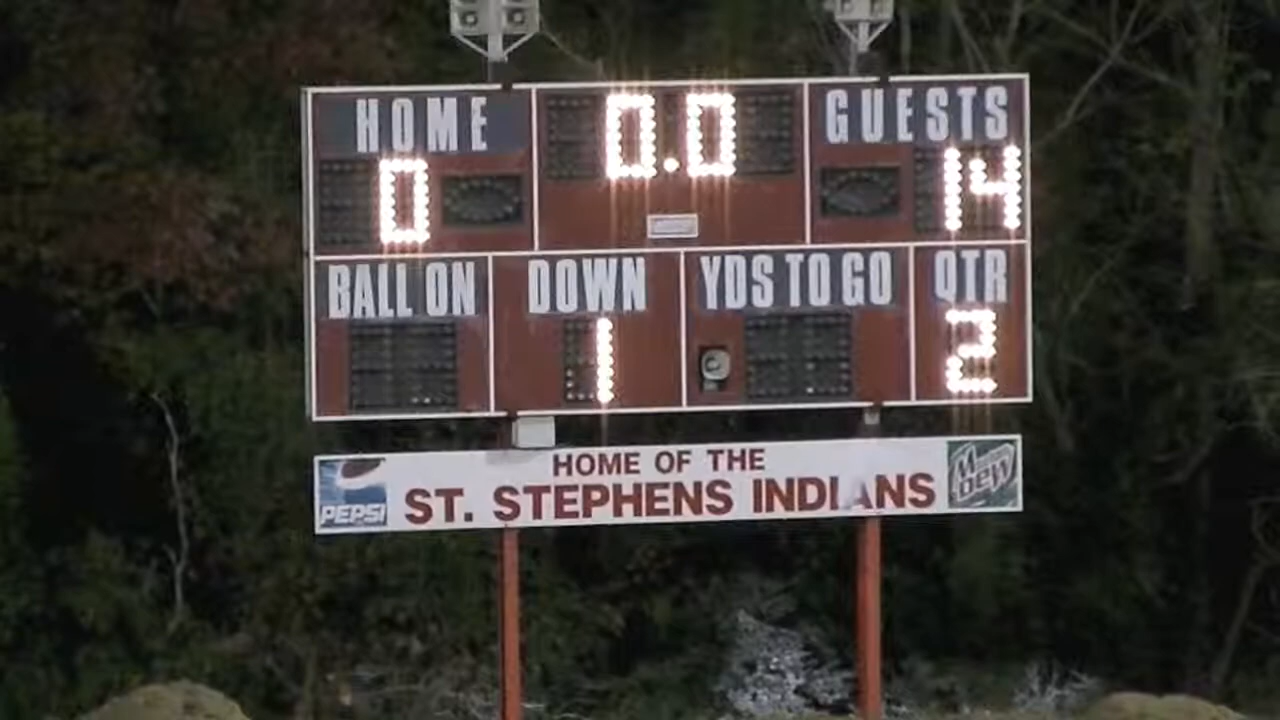 HOME 0.0 GUESTS
0 14
BALL ON DOWN YDS TO GO QTR
1 2
HOME OF THE
ST. STEPHENS INDIANS
PEPSI
Mountain Dew